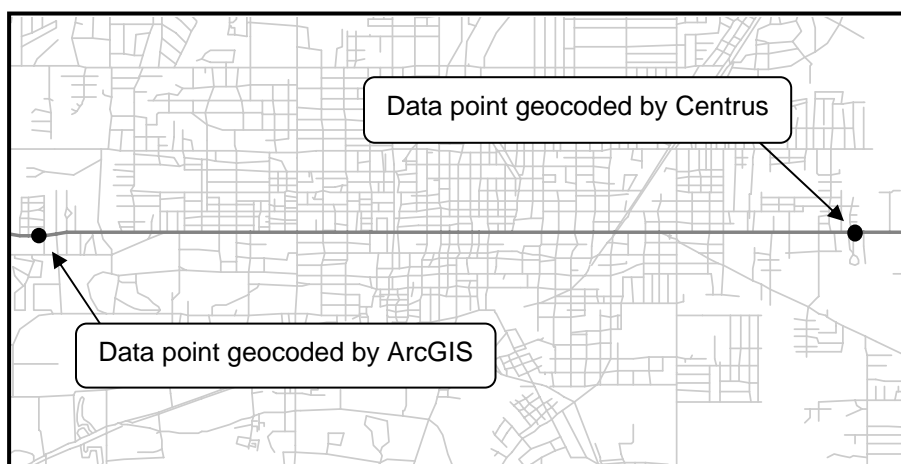 Data point geocoded by Centrus
Data point geocoded by ArcGIS